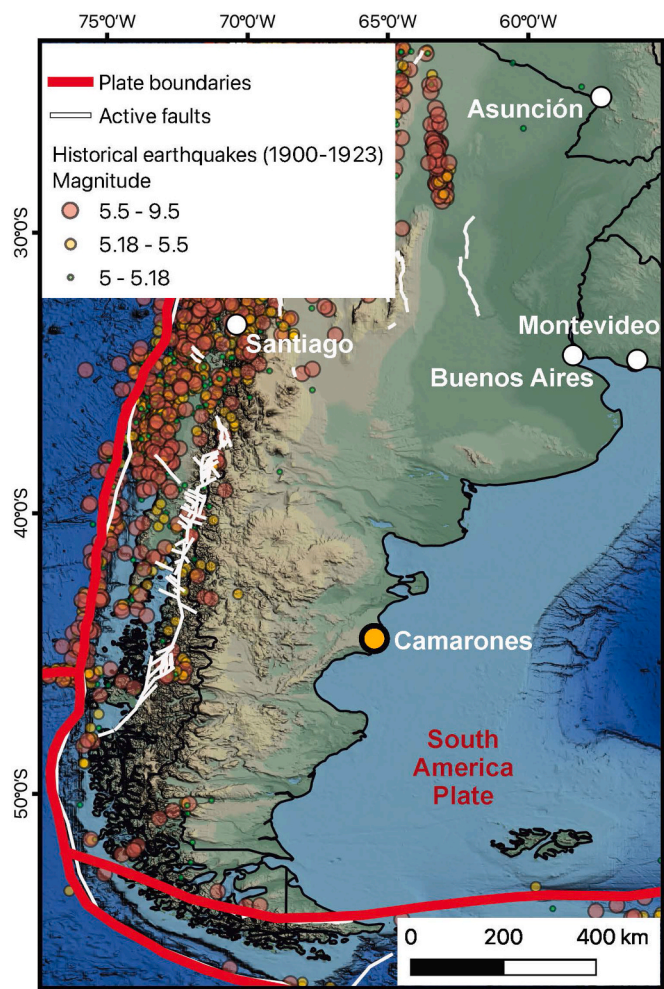 75°0'O 70°0'O 65°0'O 60°0'O
Plate boundaries
Active faults
Historical earthquakes (1900-1923)
Magnitude
5.5 - 9.5
5.18 - 5.5
5 - 5.18
Asunción
30°0'S
Santiago
Montevideo
Buenos Aires
40°0'S
Camarones
South
America
Plate
50°0'S
0 200 400 km